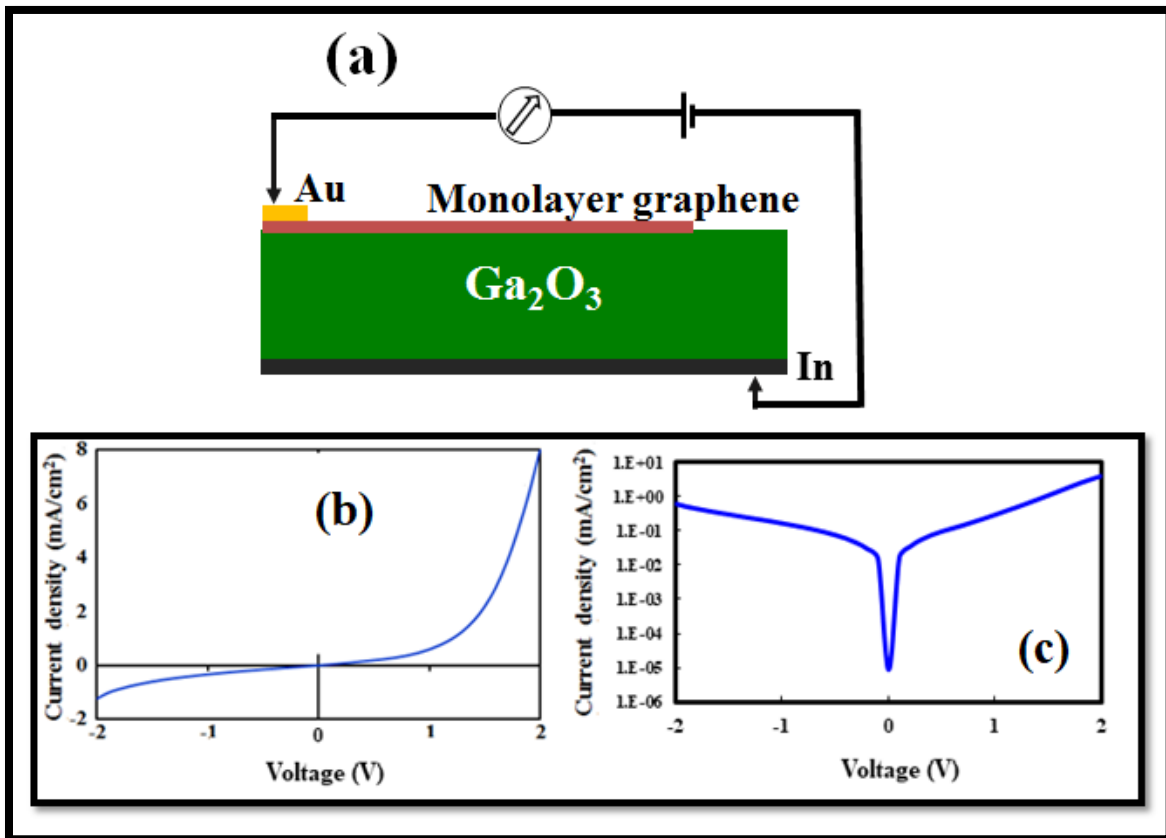 (a)
Au
Monolayer graphene
Ga₂O₃
In
Current density (mA/cm²)
8
6
4
2
0
-2
-2
-1
0
1
2
Voltage (V)
(b)
Current density (mA/cm²)
1.E+01
1.E+00
1.E-01
1.E-02
1.E-03
1.E-04
1.E-05
1.E-06
-2
-1
0
1
2
Voltage (V)
(c)